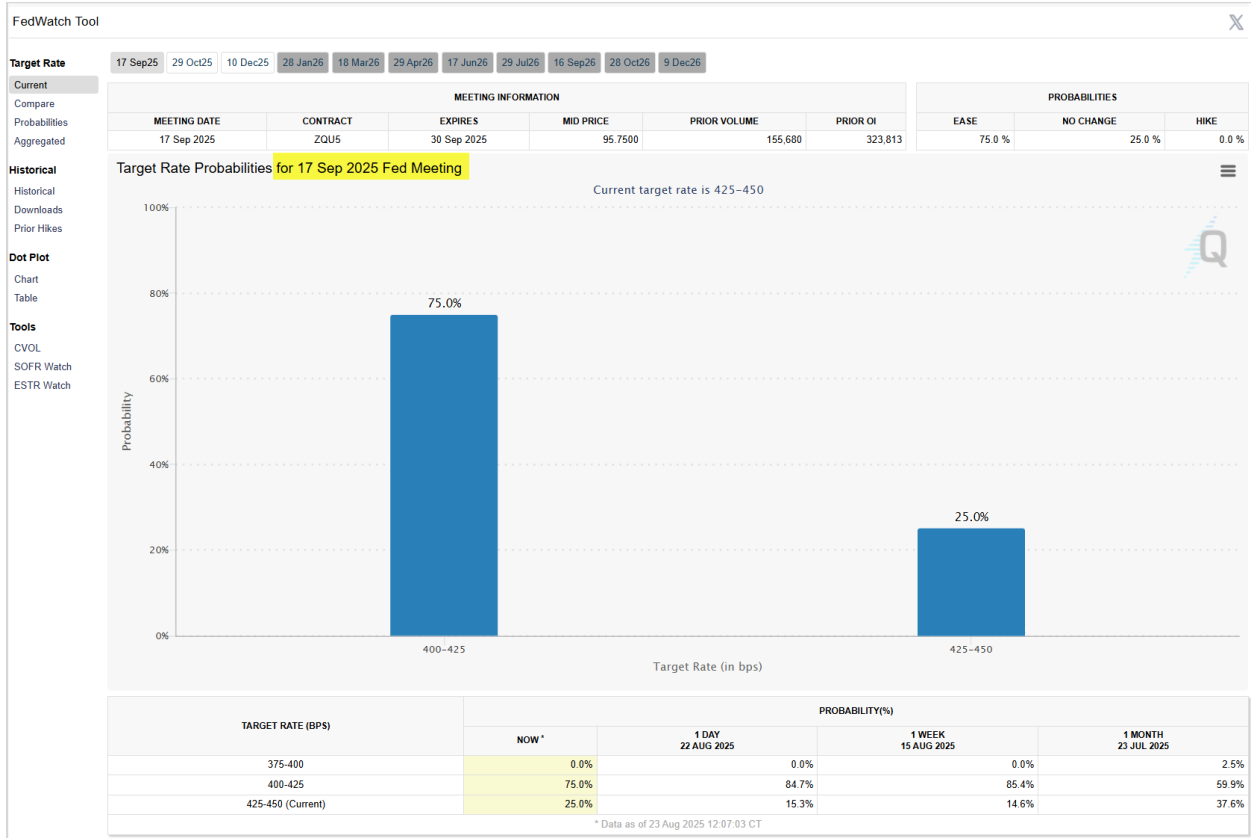 FedWatch Tool
Target Rate
Current
Compare
Probabilities
Aggregated
Historical
Historical
Downloads
Prior Hikes
Dot Plot
Chart
Table
Tools
CVOL
SOFR Watch
ESTR Watch
17 Sep25 29 Oct25 10 Dec25 28 Jan26 18 Mar26 29 Apr26 17 Jun26 29 Jul26 16 Sep26 28 Oct26 9 Dec26
MEETING INFORMATION
MEETING DATE CONTRACT EXPIRES MID PRICE PRIOR VOLUME PRIOR OI
17 Sep 2025 ZQU5 30 Sep 2025 95.7500 155,680 323,813
PROBABILITIES
EASE NO CHANGE HIKE
75.0 % 25.0 % 0.0 %
Target Rate Probabilities for 17 Sep 2025 Fed Meeting
Current target rate is 425-450
Q
Probability
100%
80%
60%
40%
20%
0%
75.0%
25.0%
400-425 425-450
Target Rate (in bps)
TARGET RATE (BPS) PROBABILITY(%)
NOW * 1 DAY 22 AUG 2025 1 WEEK 15 AUG 2025 1 MONTH 23 JUL 2025
375-400 0.0% 0.0% 0.0% 2.5%
400-425 75.0% 84.7% 85.4% 59.9%
425-450 (Current) 25.0% 15.3% 14.6% 37.6%
* Data as of 23 Aug 2025 12:07:03 CT